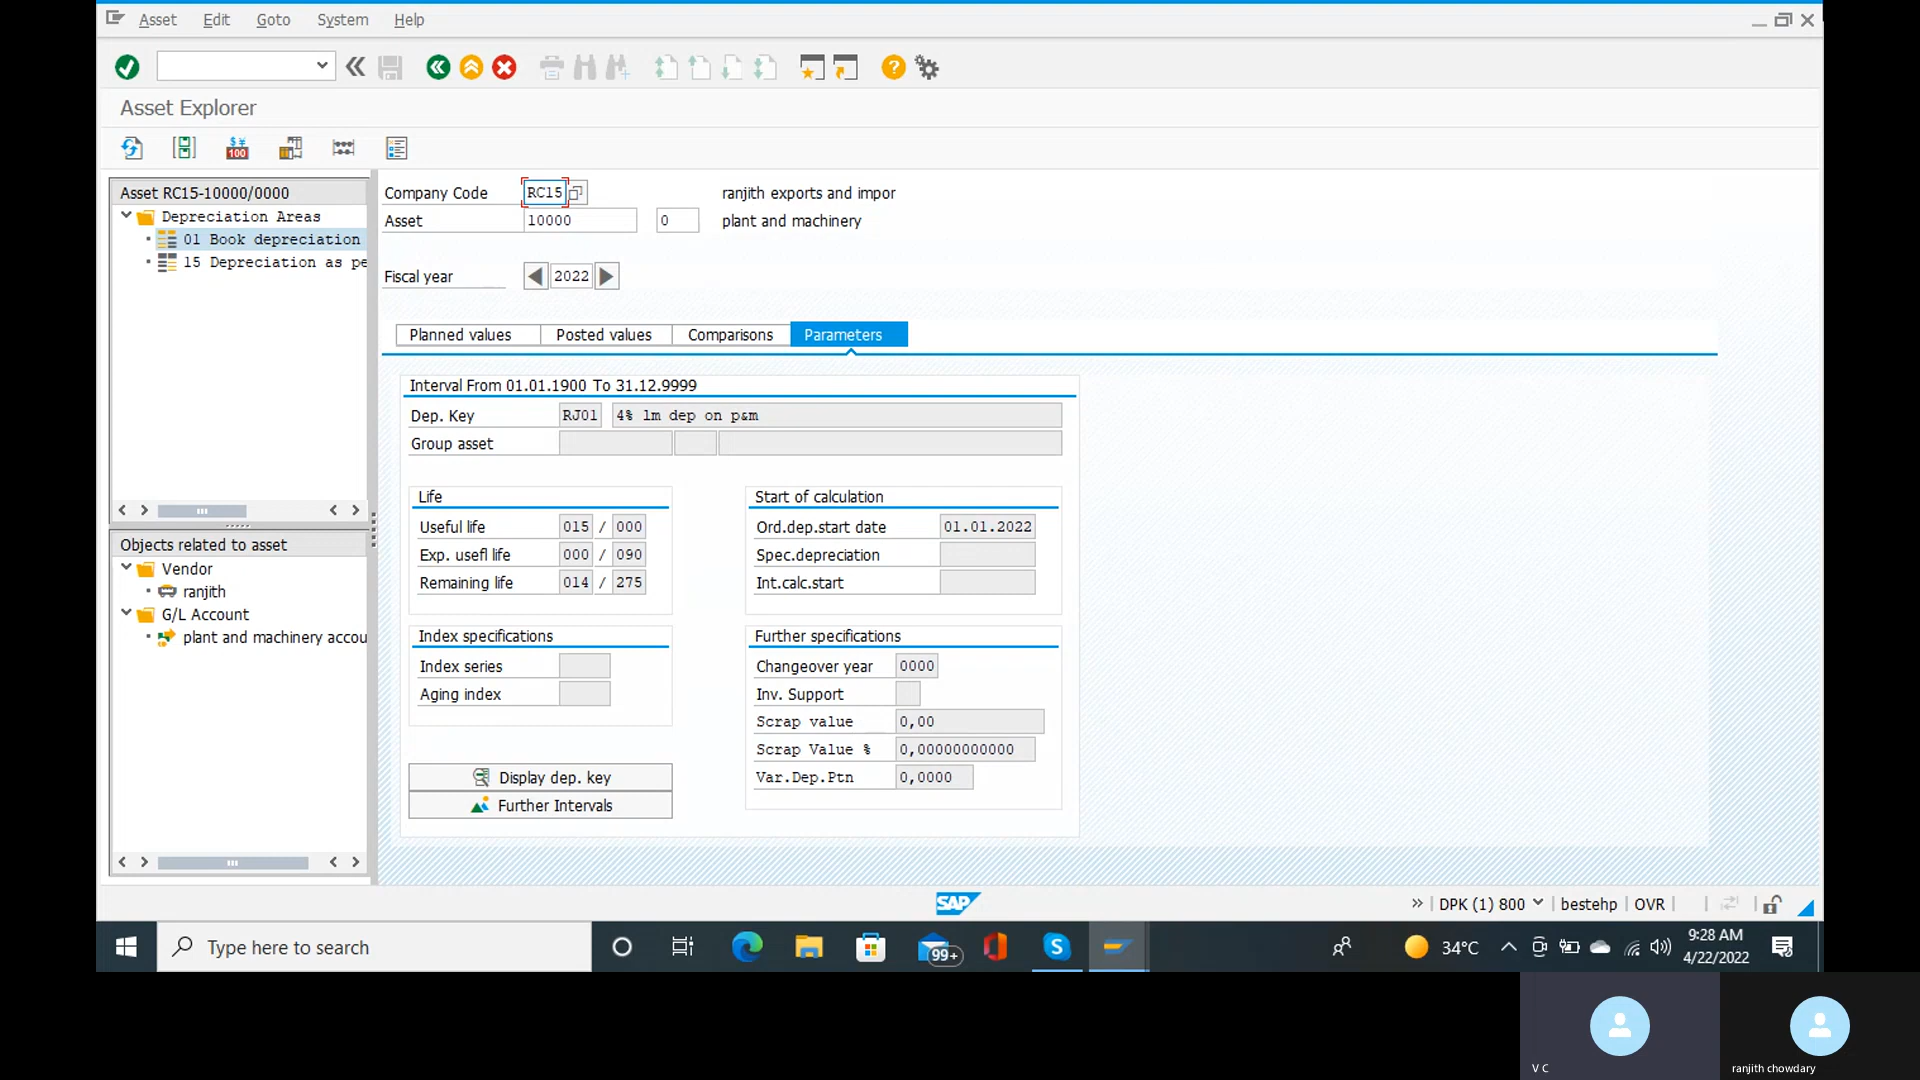 Asset Edit Goto System Help
Asset Explorer
Asset RC15-10000/0000
Depreciation Areas
01 Book depreciation
15 Depreciation as pe
Objects related to asset
Vendor
ranjith
G/L Account
plant and machinery accou
Company Code RC15 ranjith exports and impor
Asset 10000 0 plant and machinery
Fiscal year 2022
Planned values Posted values Comparisons Parameters
Interval From 01.01.1900 To 31.12.9999
Dep. Key RJ01 4% lm dep on p&m
Group asset
Life
Useful life 015 / 000
Exp. usefl life 000 / 090
Remaining life 014 / 275
Start of calculation
Ord.dep.start date 01.01.2022
Spec.depreciation
Int.calc.start
Index specifications
Index series
Aging index
Further specifications
Changeover year 0000
Inv. Support
Scrap value 0,00
Scrap Value % 0,00000000000
Var.Dep.Ptn 0,0000
Display dep. key
Further Intervals
SAP
DPK (1) 800 bestehp OVR
Type here to search
99+
34°C
9:28 AM
4/22/2022
V C
ranjith chowdary